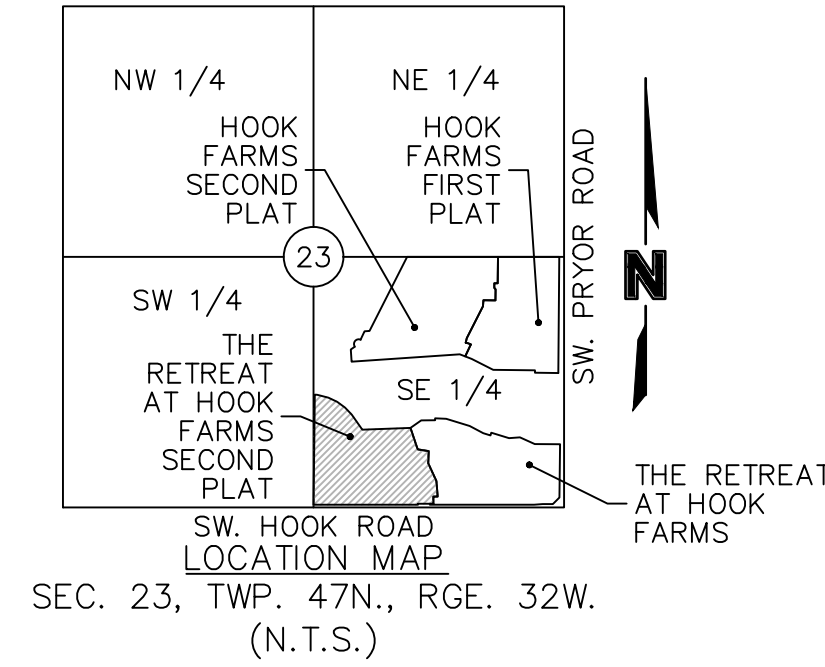 NW 1/4
NE 1/4
HOOK
FARMS
SECOND
PLAT
HOOK
FARMS
FIRST
PLAT
SW. PRYOR ROAD
N
23
SW 1/4
SE 1/4
THE
RETREAT
AT HOOK
FARMS
SECOND
PLAT
THE RETREAT
AT HOOK
FARMS
SW. HOOK ROAD
LOCATION MAP
SEC. 23, TWP. 47N., RGE. 32W.
(N.T.S.)